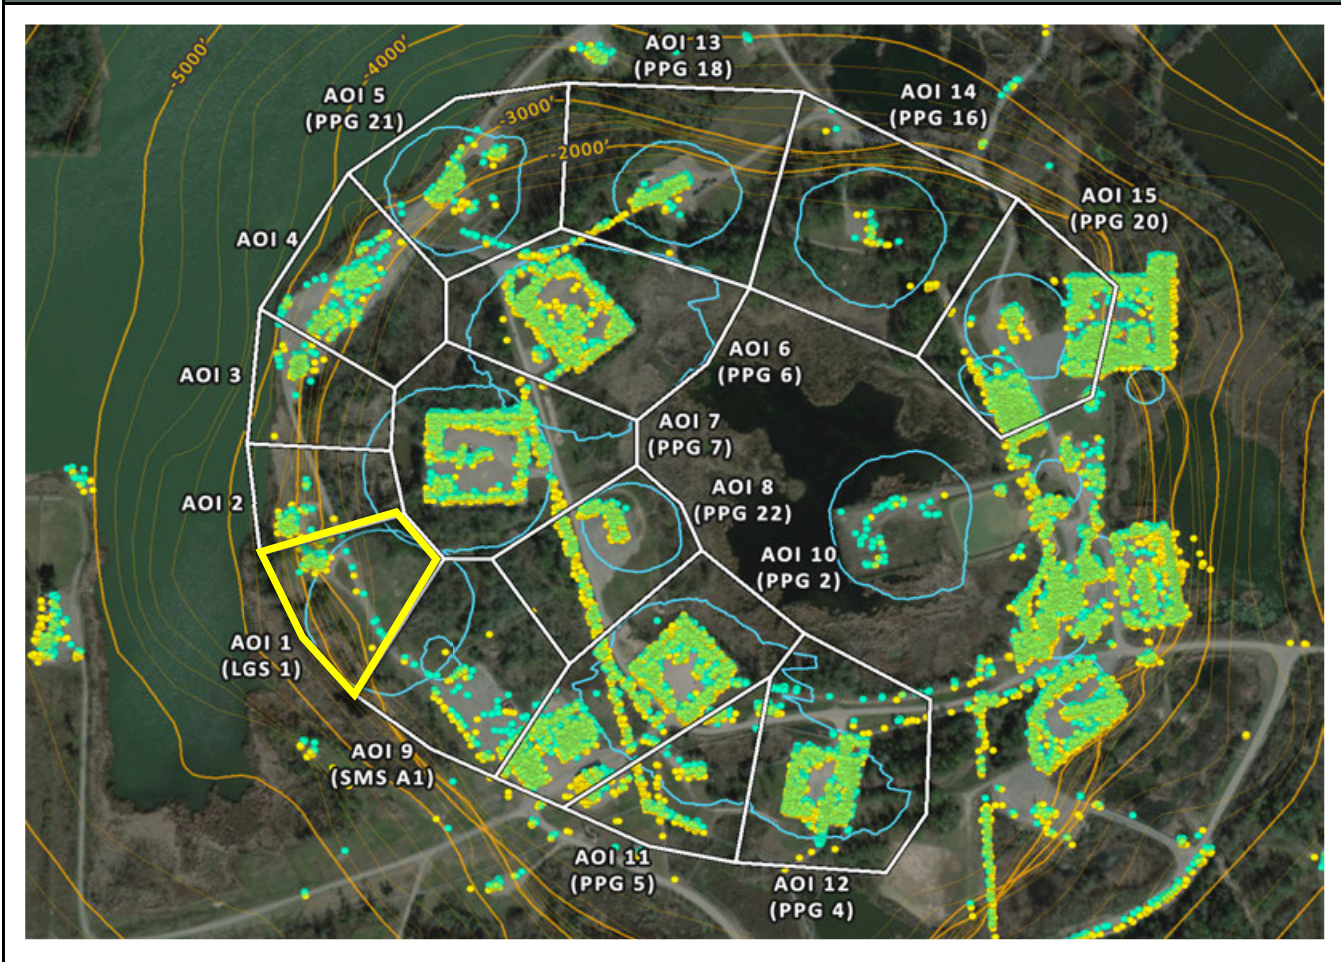 -5000'
-4000'
AOI 13
(PPG 18)
AOI 5
(PPG 21)
-3000'
-2000'
AOI 14
(PPG 16)
AOI 15
(PPG 20)
AOI 4
AOI 3
AOI 6
(PPG 6)
AOI 7
(PPG 7)
AOI 2
AOI 8
(PPG 22)
AOI 10
(PPG 2)
AOI 1
(LGS 1)
AOI 9
(SMS A1)
AOI 11
(PPG 5)
AOI 12
(PPG 4)